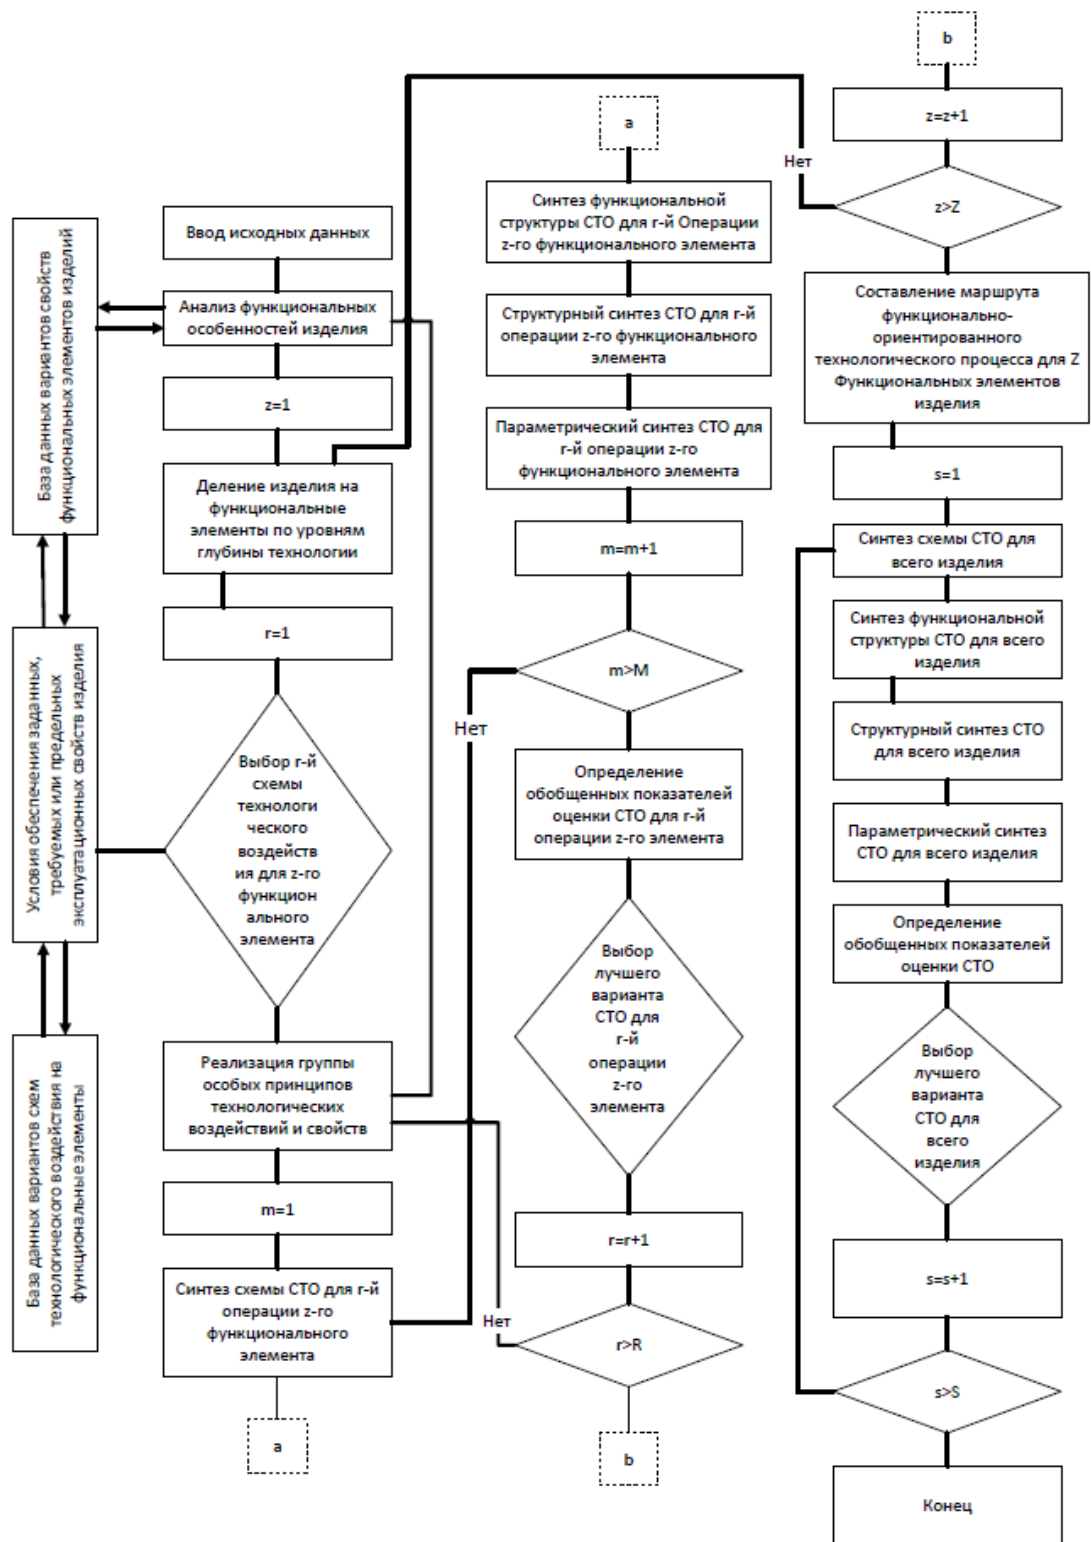 База данных вариантов свойств
функциональных элементов изделий
Условия обеспечения заданных,
требуемых или предельных
эксплуатационных свойств изделия
База данных вариантов схем
технологического воздействия на
функциональные элементы
Ввод исходных данных
Анализ функциональных
особенностей изделия
z=1
Деление изделия на
функциональные
элементы по уровням
глубины технологии
r=1
Выбор r-й
схемы
технологи
ческого
воздейств
ия для z-го
функцион
ального
элемента
Реализация группы
особых принципов
технологических
воздействий и свойств
m=1
Синтез схемы СТО для r-й
операции z-го
функционального
элемента
a
a
Синтез функциональной
структуры СТО для r-й Операции
z-го функционального элемента
Структурный синтез СТО для r-й
операции z-го функционального
элемента
Параметрический синтез СТО для
r-й операции z-го
функционального элемента
m=m+1
m>M
Нет
Определение
обобщенных показателей
оценки СТО для r-й
операции z-го элемента
Выбор
лучшего
варианта
СТО для
r-й
операции
z-го
элемента
r=r+1
Нет
r>R
b
b
z=z+1
Нет
z>Z
Составление маршрута
функционально-
ориентированного
технологического процесса для Z
Функциональных элементов
изделия
s=1
Синтез схемы СТО для
всего изделия
Синтез функциональной
структуры СТО для всего
изделия
Структурный синтез СТО
для всего изделия
Параметрический синтез
СТО для всего изделия
Определение
обобщенных показателей
оценки СТО
Выбор
лучшего
варианта
СТО для
всего
изделия
s=s+1
s>S
Конец